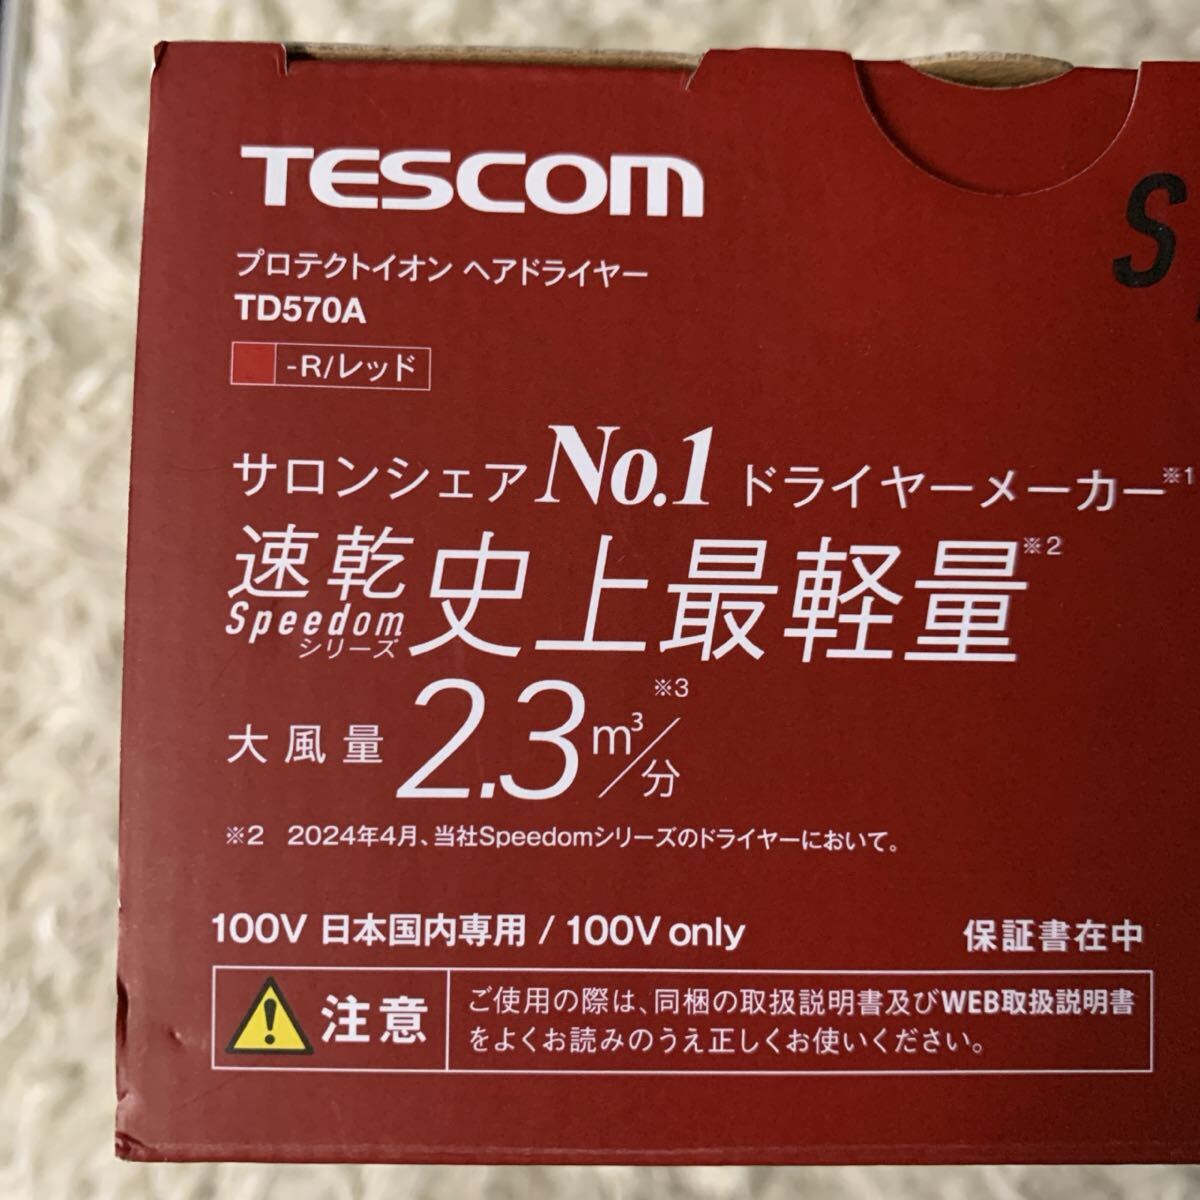 TESCOM
S
プロテクトイオン ヘアドライヤー
TD570A
-R/レッド
サロンシェア No.1 ドライヤーメーカー※1
速乾 史上最軽量※2
Speedom
シリーズ
大風量 2.3m³/分※3
※2 2024年4月、当社Speedomシリーズのドライヤーにおいて。
100V 日本国内専用 / 100V only 保証書在中
注意
ご使用の際は、同梱の取扱説明書及びWEB取扱説明書
をよくお読みのうえ正しくお使いください。